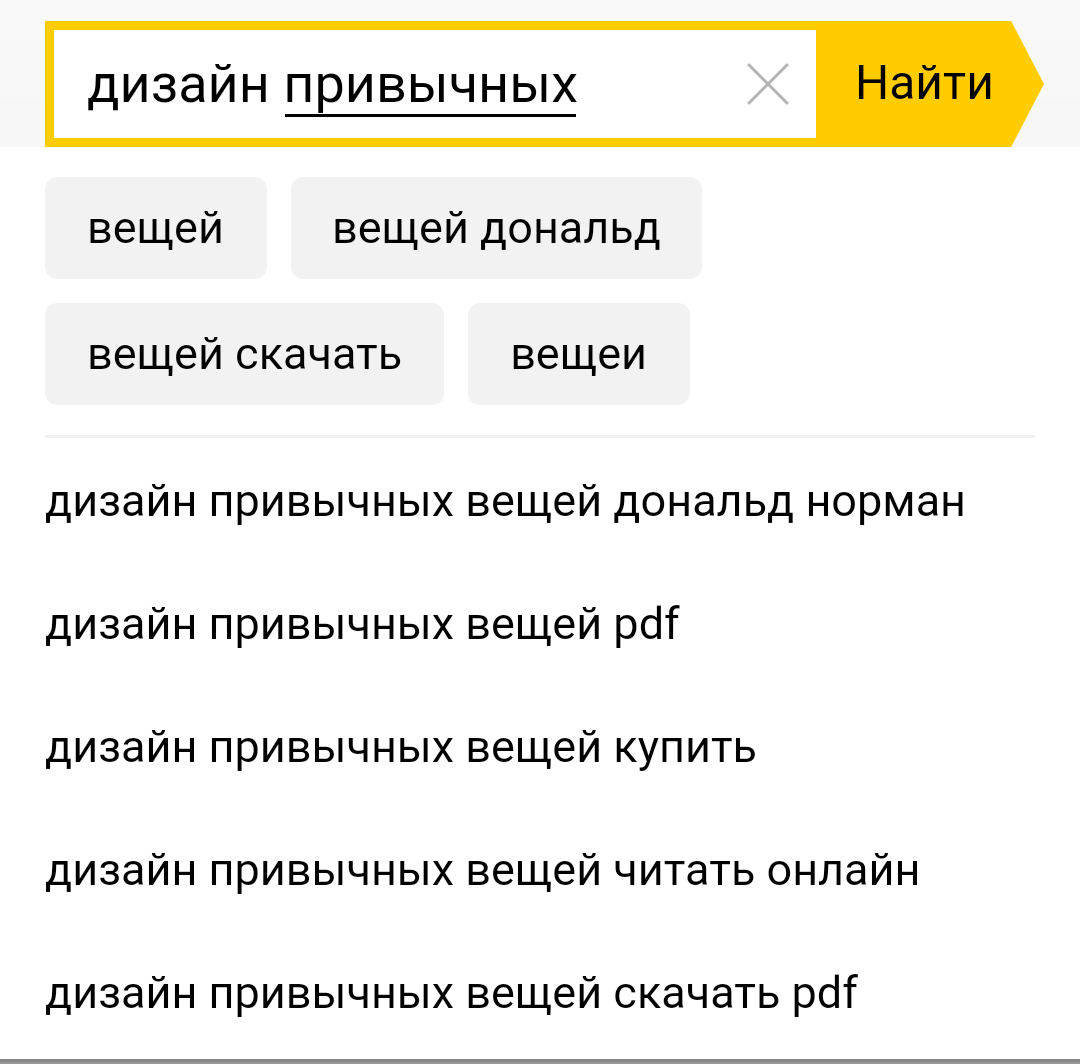 дизайн привычных Найти
вещей вещей дональд
вещей скачать вещеи
дизайн привычных вещей дональд норман
дизайн привычных вещей pdf
дизайн привычных вещей купить
дизайн привычных вещей читать онлайн
дизайн привычных вещей скачать pdf